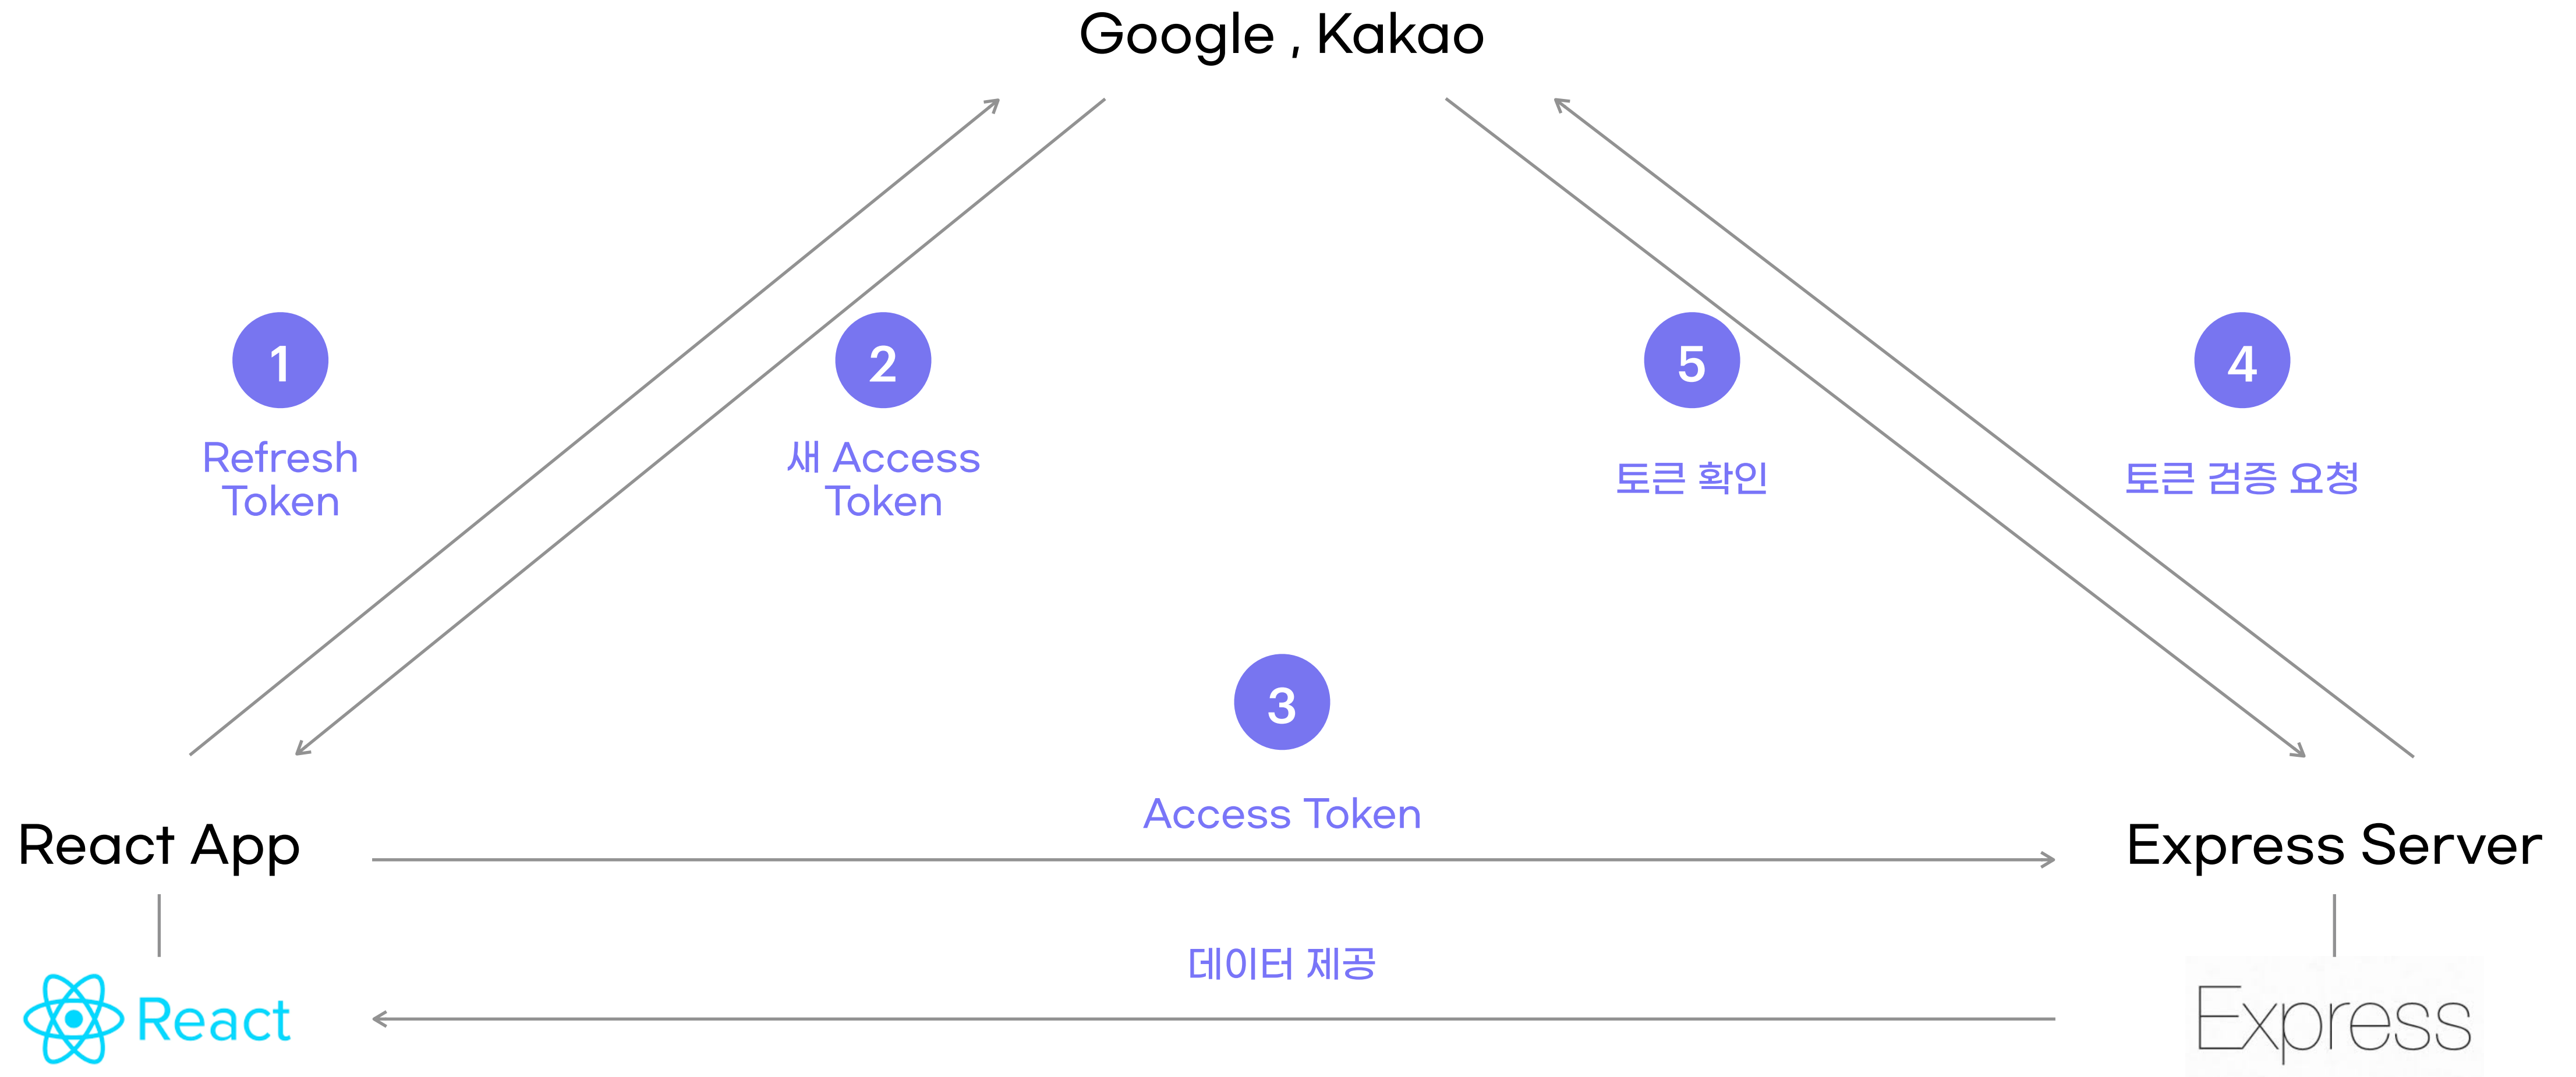 Google , Kakao
1
Refresh
Token
2
새 Access
Token
5
토큰 확인
4
토큰 검증 요청
3
Access Token
React App
Express Server
데이터 제공
React
Express